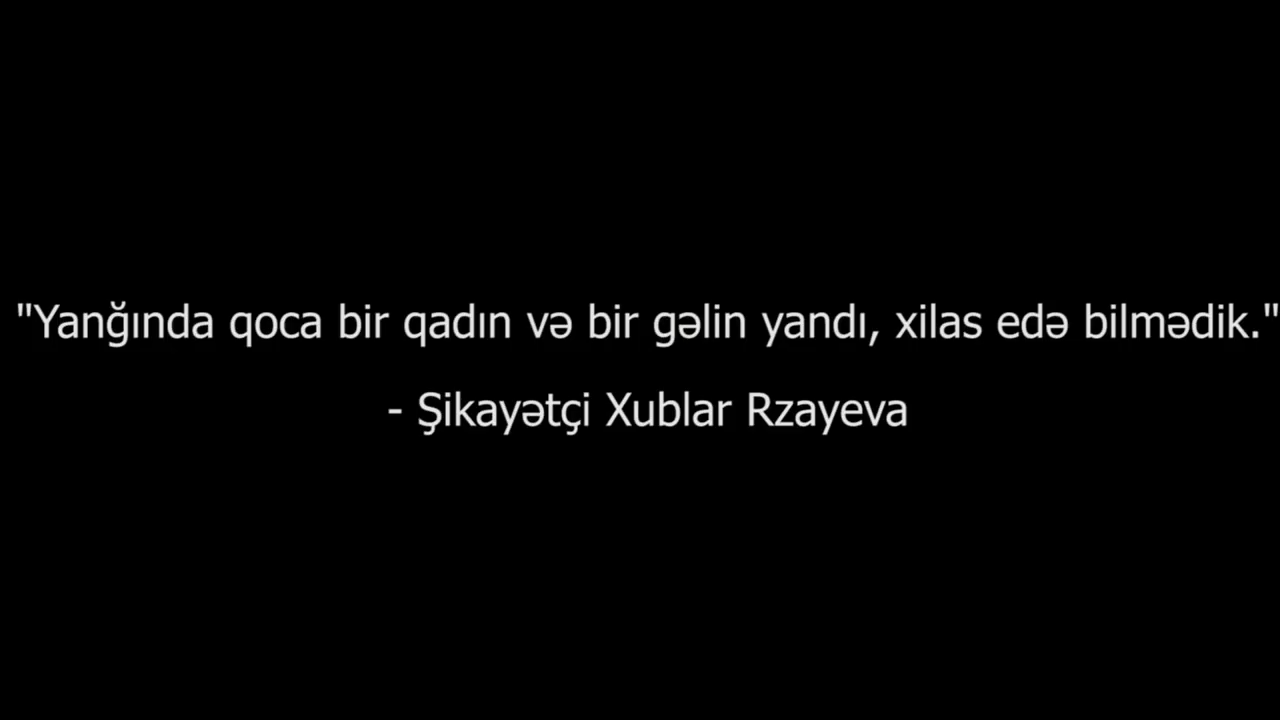 "Yanğında qoca bir qadın və bir gəlin yandı, xilas edə bilmədik."
- Şikayətçi Xublar Rzayeva